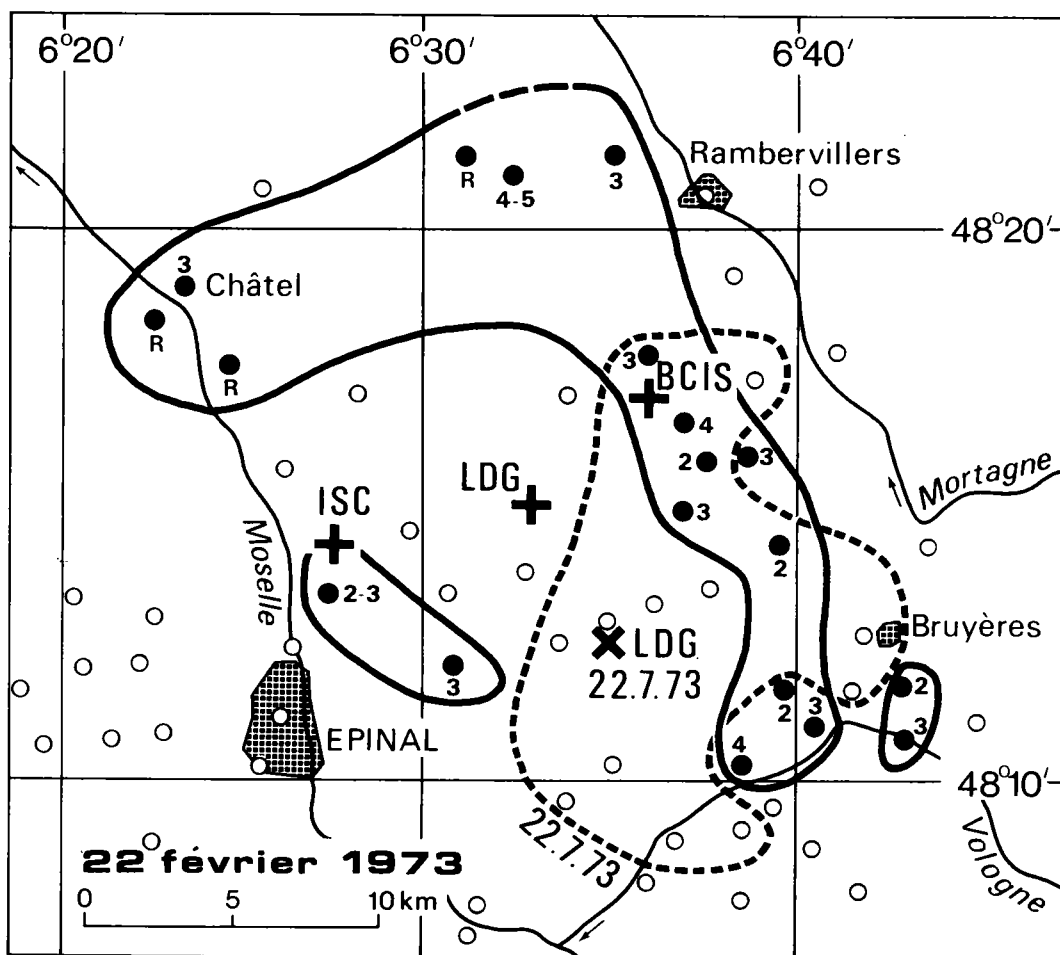 6°20′ 6°30′ 6°40′
Rambervillers
R
4-5
3
48°20′
3
Châtel
R
R
3
BCIS
4
2
3
LDG
3
ISC
Mortagne
2
Moselle
2-3
Bruyères
LDG
22.7.73
3
2
2
3
EPINAL
4
3
48°10′
22.7.73
22 février 1973
Vologne
0 5 10 km